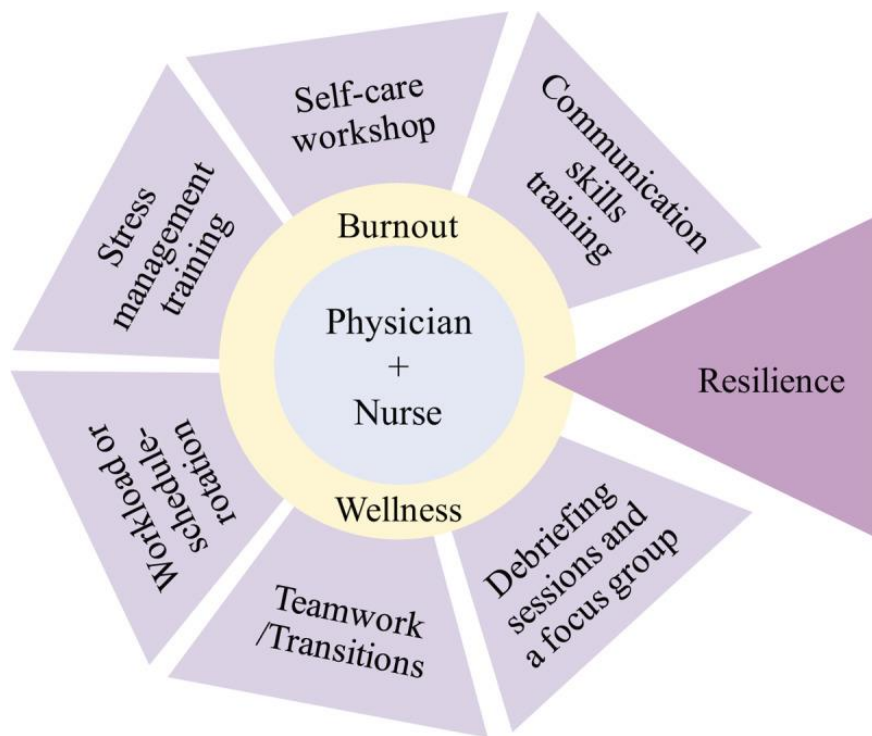 Self-care
workshop
Communication
skills
training
Stress
management
training
Burnout
Physician
+
Nurse
Wellness
Resilience
Workload or
schedule-
rotation
Teamwork
/Transitions
Debriefing
sessions and
a focus group